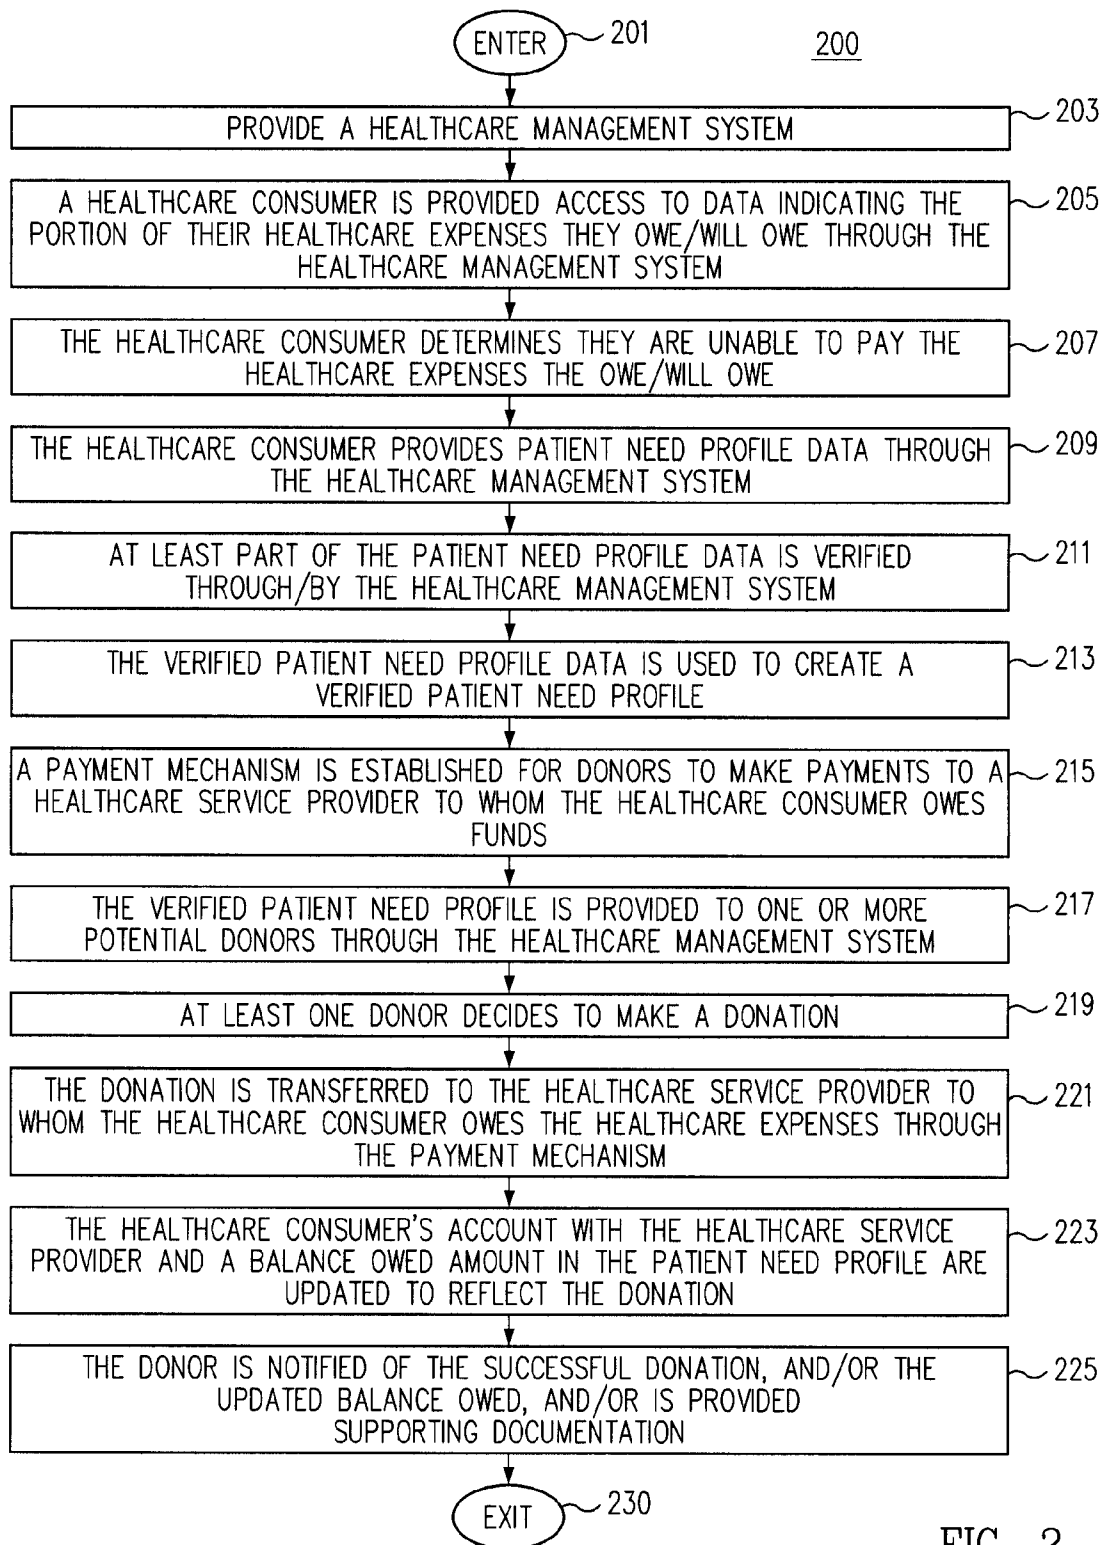 ENTER
201
200
PROVIDE A HEALTHCARE MANAGEMENT SYSTEM
203
A HEALTHCARE CONSUMER IS PROVIDED ACCESS TO DATA INDICATING THE
PORTION OF THEIR HEALTHCARE EXPENSES THEY OWE/WILL OWE THROUGH THE
HEALTHCARE MANAGEMENT SYSTEM
205
THE HEALTHCARE CONSUMER DETERMINES THEY ARE UNABLE TO PAY THE
HEALTHCARE EXPENSES THE OWE/WILL OWE
207
THE HEALTHCARE CONSUMER PROVIDES PATIENT NEED PROFILE DATA THROUGH
THE HEALTHCARE MANAGEMENT SYSTEM
209
AT LEAST PART OF THE PATIENT NEED PROFILE DATA IS VERIFIED
THROUGH/BY THE HEALTHCARE MANAGEMENT SYSTEM
211
THE VERIFIED PATIENT NEED PROFILE DATA IS USED TO CREATE A
VERIFIED PATIENT NEED PROFILE
213
A PAYMENT MECHANISM IS ESTABLISHED FOR DONORS TO MAKE PAYMENTS TO A
HEALTHCARE SERVICE PROVIDER TO WHOM THE HEALTHCARE CONSUMER OWES
FUNDS
215
THE VERIFIED PATIENT NEED PROFILE IS PROVIDED TO ONE OR MORE
POTENTIAL DONORS THROUGH THE HEALTHCARE MANAGEMENT SYSTEM
217
AT LEAST ONE DONOR DECIDES TO MAKE A DONATION
219
THE DONATION IS TRANSFERRED TO THE HEALTHCARE SERVICE PROVIDER TO
WHOM THE HEALTHCARE CONSUMER OWES THE HEALTHCARE EXPENSES THROUGH
THE PAYMENT MECHANISM
221
THE HEALTHCARE CONSUMER'S ACCOUNT WITH THE HEALTHCARE SERVICE
PROVIDER AND A BALANCE OWED AMOUNT IN THE PATIENT NEED PROFILE ARE
UPDATED TO REFLECT THE DONATION
223
THE DONOR IS NOTIFIED OF THE SUCCESSFUL DONATION, AND/OR THE
UPDATED BALANCE OWED, AND/OR IS PROVIDED
SUPPORTING DOCUMENTATION
225
EXIT
230
FIG. 2